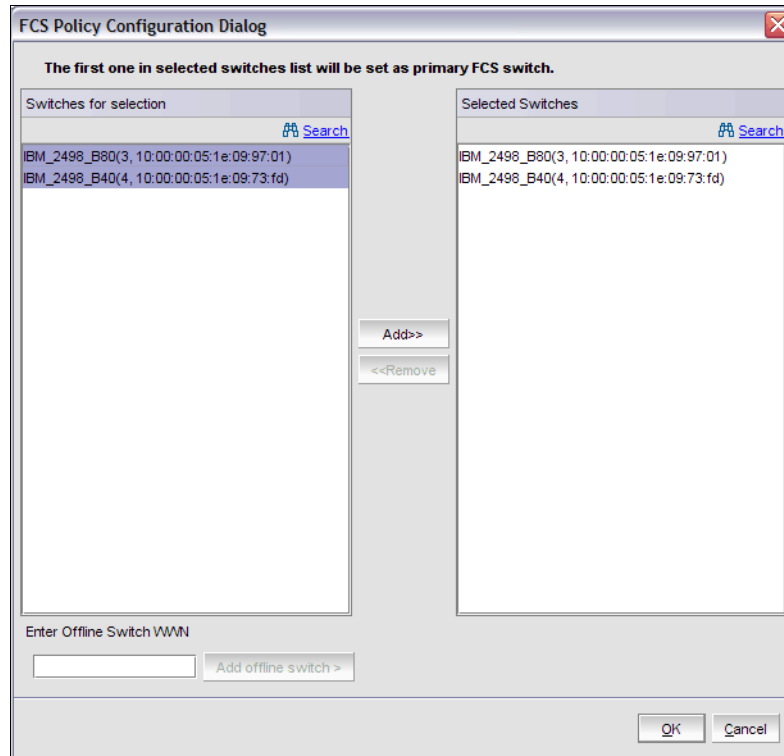 FCS Policy Configuration Dialog
The first one in selected switches list will be set as primary FCS switch.
Switches for selection
Search
IBM_2498_B80(3, 10:00:00:05:1e:09:97:01)
IBM_2498_B40(4, 10:00:00:05:1e:09:73:fd)
Add>>
<<Remove
Selected Switches
Search
IBM_2498_B80(3, 10:00:00:05:1e:09:97:01)
IBM_2498_B40(4, 10:00:00:05:1e:09:73:fd)
Enter Offline Switch WWN
Add offline switch >
OK
Cancel